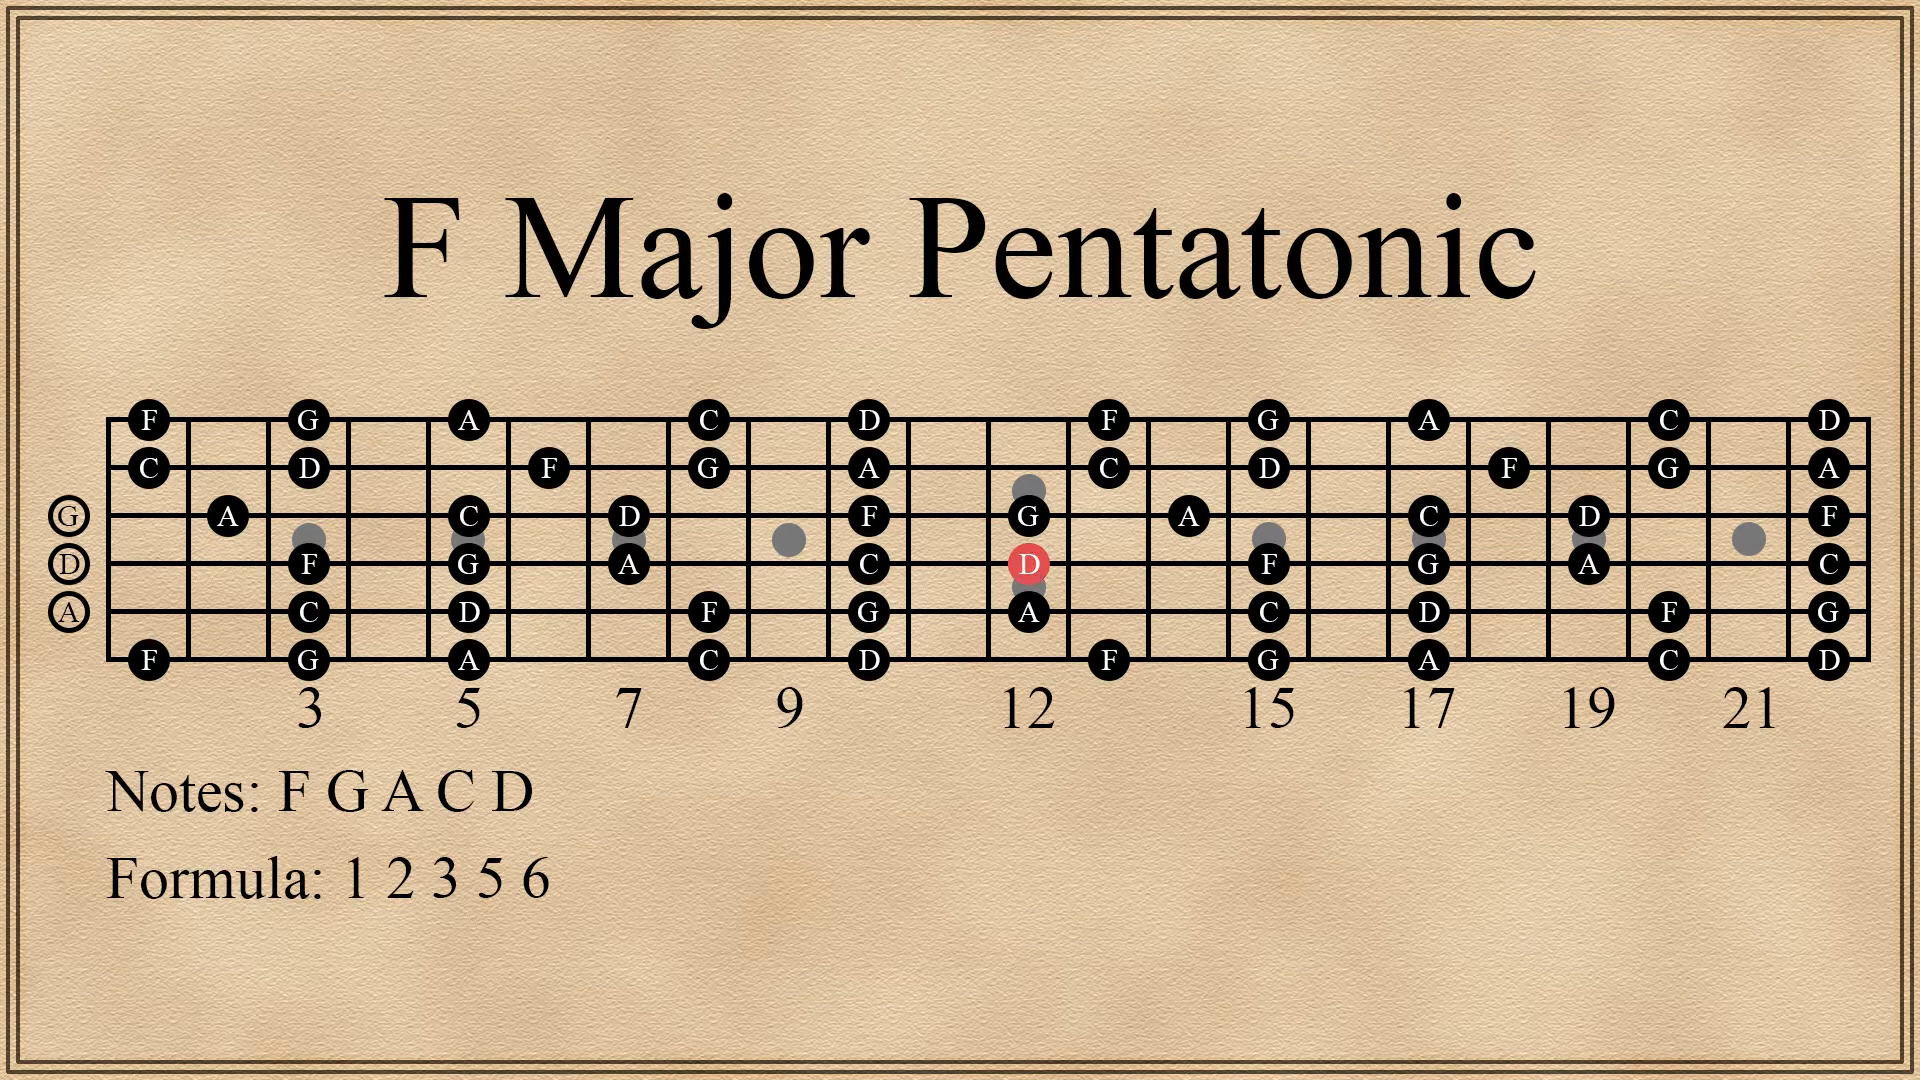 F Major Pentatonic
F G A C D F G A C D
C D F G A C D F G A
G A C D F G A C D F
D F G A C D F G A C
A C D F G A C D F G
F G A C D F G A C D
3 5 7 9 12 15 17 19 21
Notes: F G A C D
Formula: 1 2 3 5 6